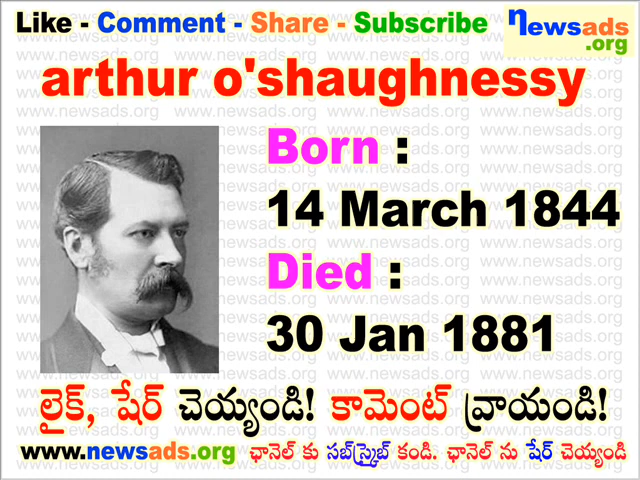 Like - Comment - Share - Subscribe
newsads
.org
arthur o'shaughnessy
Born :
14 March 1844
Died :
30 Jan 1881
లైక్, షేర్ చెయ్యండి! కామెంట్ వ్రాయండి!
www.newsads.org ఛానెల్ కు సబ్‌స్క్రైబ్ కండి. ఛానెల్ ను షేర్ చెయ్యండి